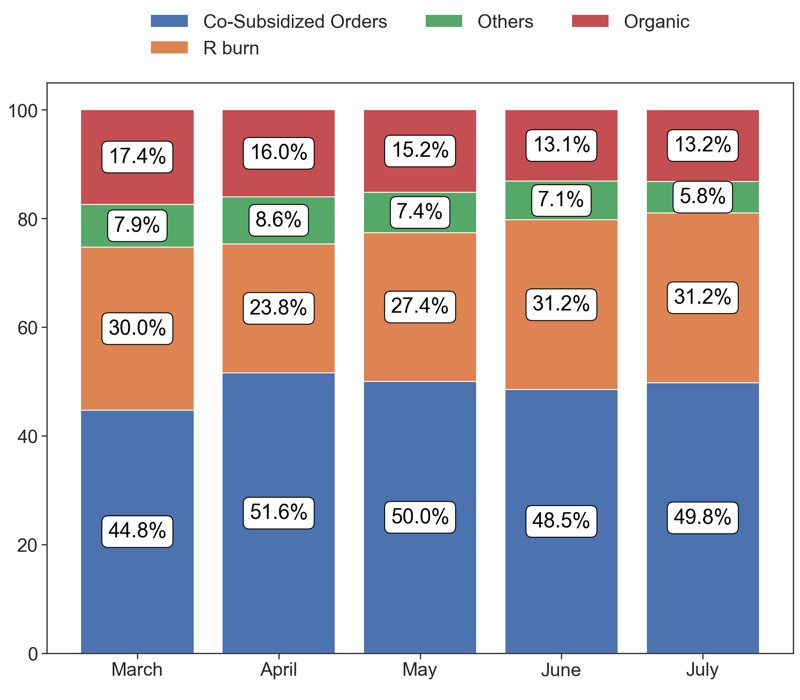 Co-Subsidized Orders Others Organic
R burn
100
17.4% 16.0% 15.2% 13.1% 13.2%
80
7.9% 8.6% 7.4% 7.1% 5.8%
60
30.0% 23.8% 27.4% 31.2% 31.2%
40
44.8% 51.6% 50.0% 48.5% 49.8%
20
0
March April May June July